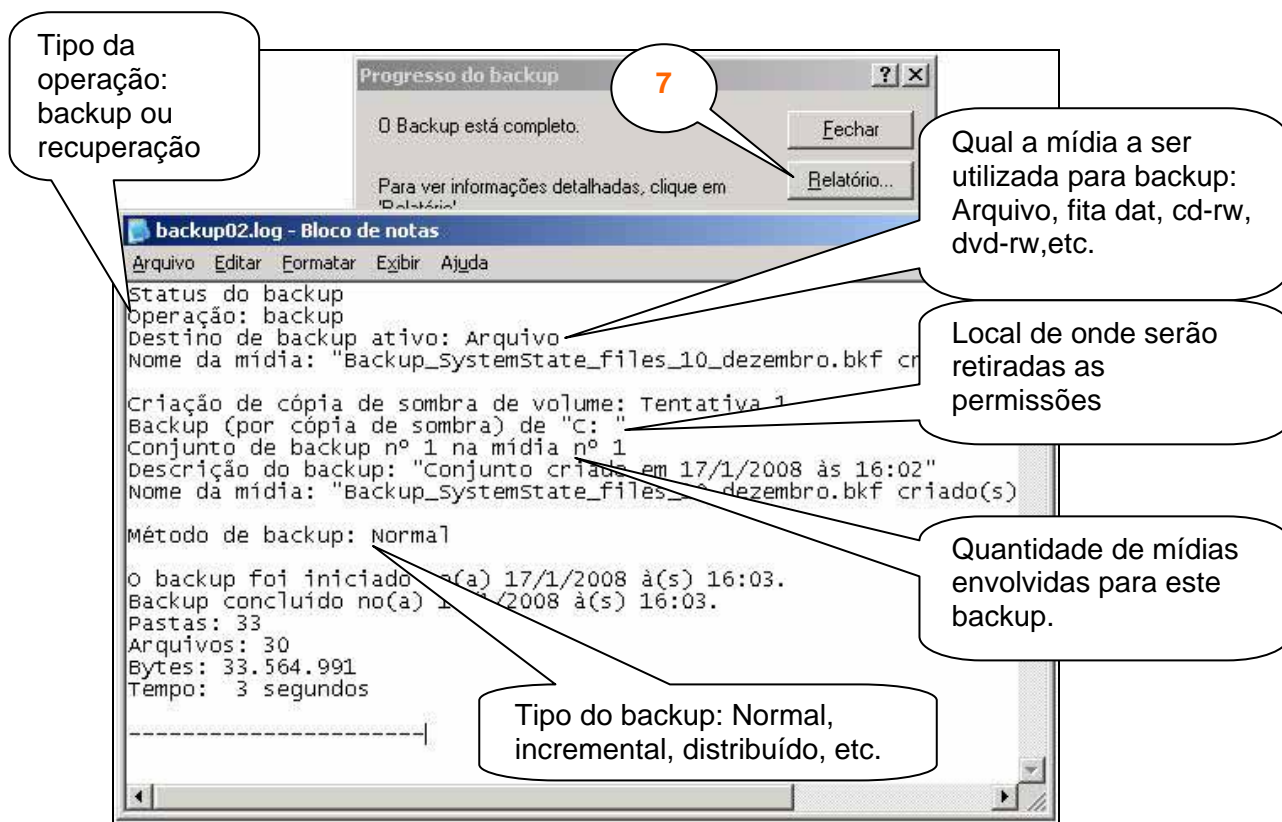 Tipo da
operação:
backup ou
recuperação
Progresso do backup
7
O Backup está completo.
Fechar
Para ver informações detalhadas, clique em
'Relatório'
Relatório...
Qual a mídia a ser
utilizada para backup:
Arquivo, fita dat, cd-rw,
dvd-rw,etc.
backup02.log - Bloco de notas
Arquivo Editar Formatar Exibir Ajuda
Status do backup
Operação: backup
Destino de backup ativo: Arquivo
Nome da mídia: "Backup_SystemState_files_10_dezembro.bkf cr
Local de onde serão
retiradas as
permissões
Criação de cópia de sombra de volume: Tentativa 1.
Backup (por cópia de sombra) de "C: "
Conjunto de backup nº 1 na mídia nº 1
Descrição do backup: "Conjunto criado em 17/1/2008 às 16:02"
Nome da mídia: "Backup_SystemState_files_10_dezembro.bkf criado(s)
Quantidade de mídias
envolvidas para este
backup.
Método de backup: Normal
O backup foi iniciado no(a) 17/1/2008 à(s) 16:03.
Backup concluído no(a) 17/1/2008 à(s) 16:03.
Pastas: 33
Arquivos: 30
Bytes: 33.564.991
Tempo: 3 segundos
Tipo do backup: Normal,
incremental, distribuído, etc.
----------------------